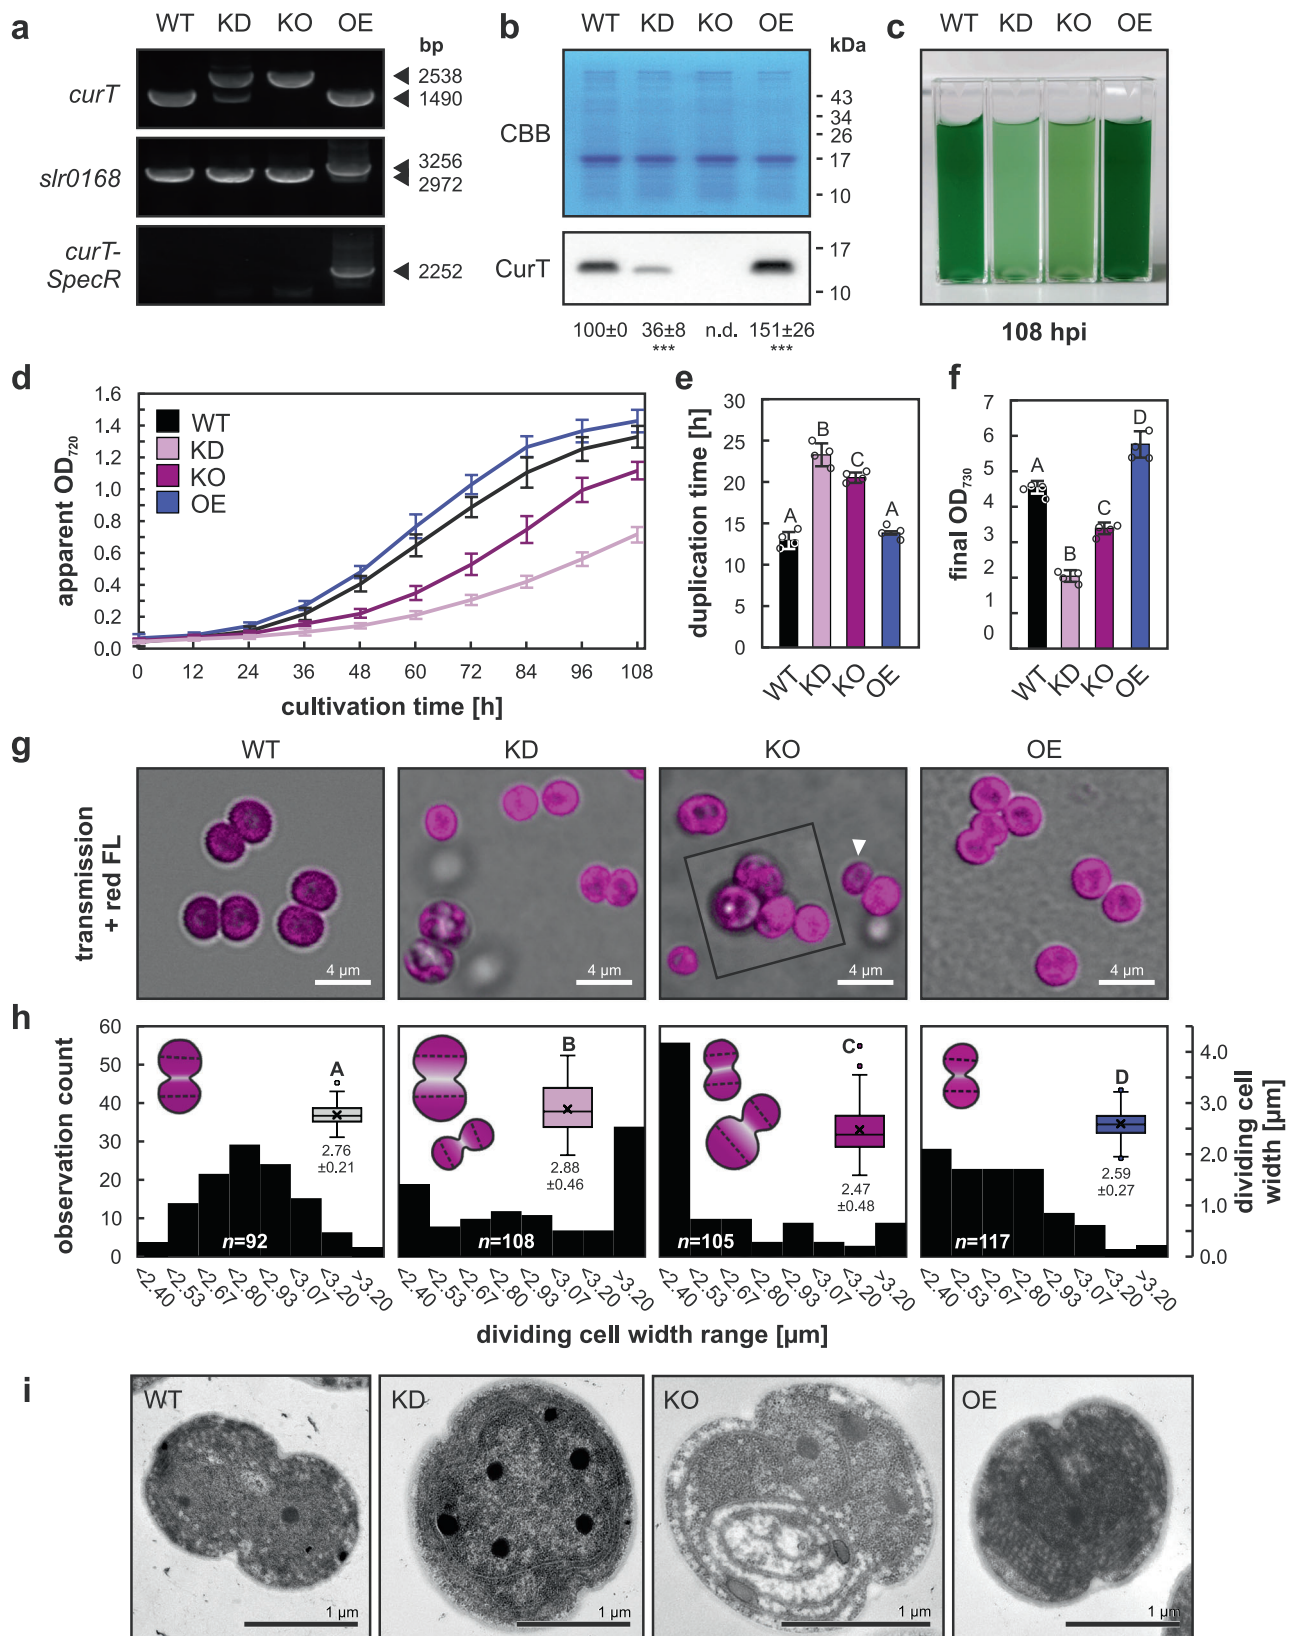 a WT KD KO OE
bp
curT
2538
1490
slr0168
3256
2972
curT-
SpecR
2252
b WT KD KO OE
kDa
CBB
43
34
26
17
10
CurT
17
10
100±0 36±8 n.d. 151±26
*** ***
c WT KD KO OE
108 hpi
d
apparent OD720
1.6
1.4
1.2
1.0
0.8
0.6
0.4
0.2
0.0
WT
KD
KO
OE
0 12 24 36 48 60 72 84 96 108
cultivation time [h]
e
duplication time [h]
30
25
20
15
10
5
0
A B C A
WT KD KO OE
f
final OD730
7
6
5
4
3
2
1
0
A B C D
WT KD KO OE
g
WT KD KO OE
transmission
+ red FL
4 µm 4 µm 4 µm 4 µm
h
observation count
60
50
40
30
20
10
0
A
2.76
±0.21
n=92
B
2.88
±0.46
n=108
C
2.47
±0.48
n=105
D
2.59
±0.27
n=117
4.0
3.0
2.0
1.0
0.0
dividing cell
width [µm]
<2.40 <2.53 <2.67 <2.80 <2.93 <3.07 <3.20 >3.20
<2.40 <2.53 <2.67 <2.80 <2.93 <3.07 <3.20 >3.20
<2.40 <2.53 <2.67 <2.80 <2.93 <3.07 <3.20 >3.20
<2.40 <2.53 <2.67 <2.80 <2.93 <3.07 <3.20 >3.20
dividing cell width range [µm]
i
WT KD KO OE
1 µm 1 µm 1 µm 1 µm